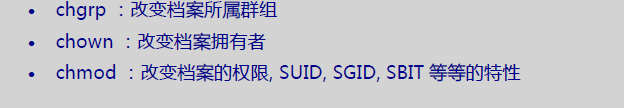 • chgrp ：改变档案所属群组
• chown ：改变档案拥有者
• chmod ：改变档案的权限, SUID, SGID, SBIT 等等的特性